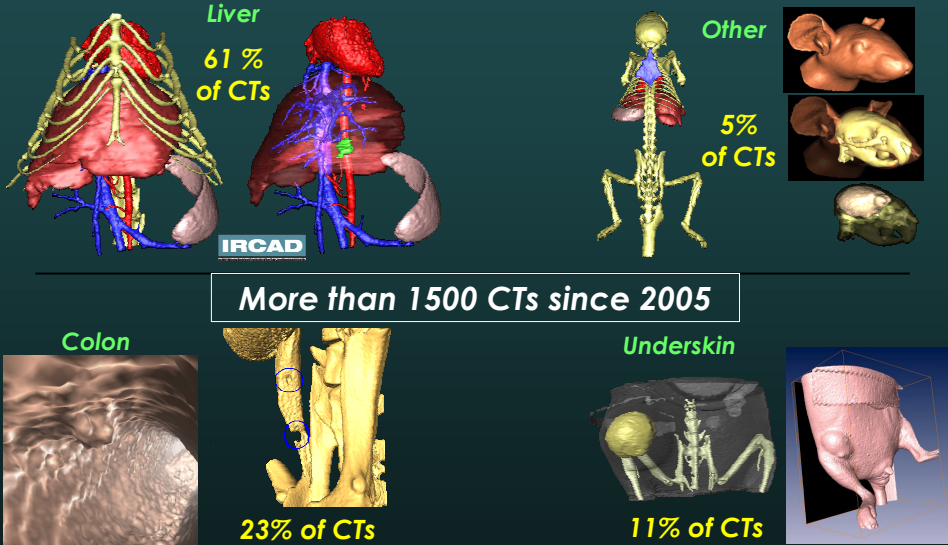 Liver
61 %
of CTs
Other
5%
of CTs
IRCAD
More than 1500 CTs since 2005
Colon
23% of CTs
Underskin
11% of CTs